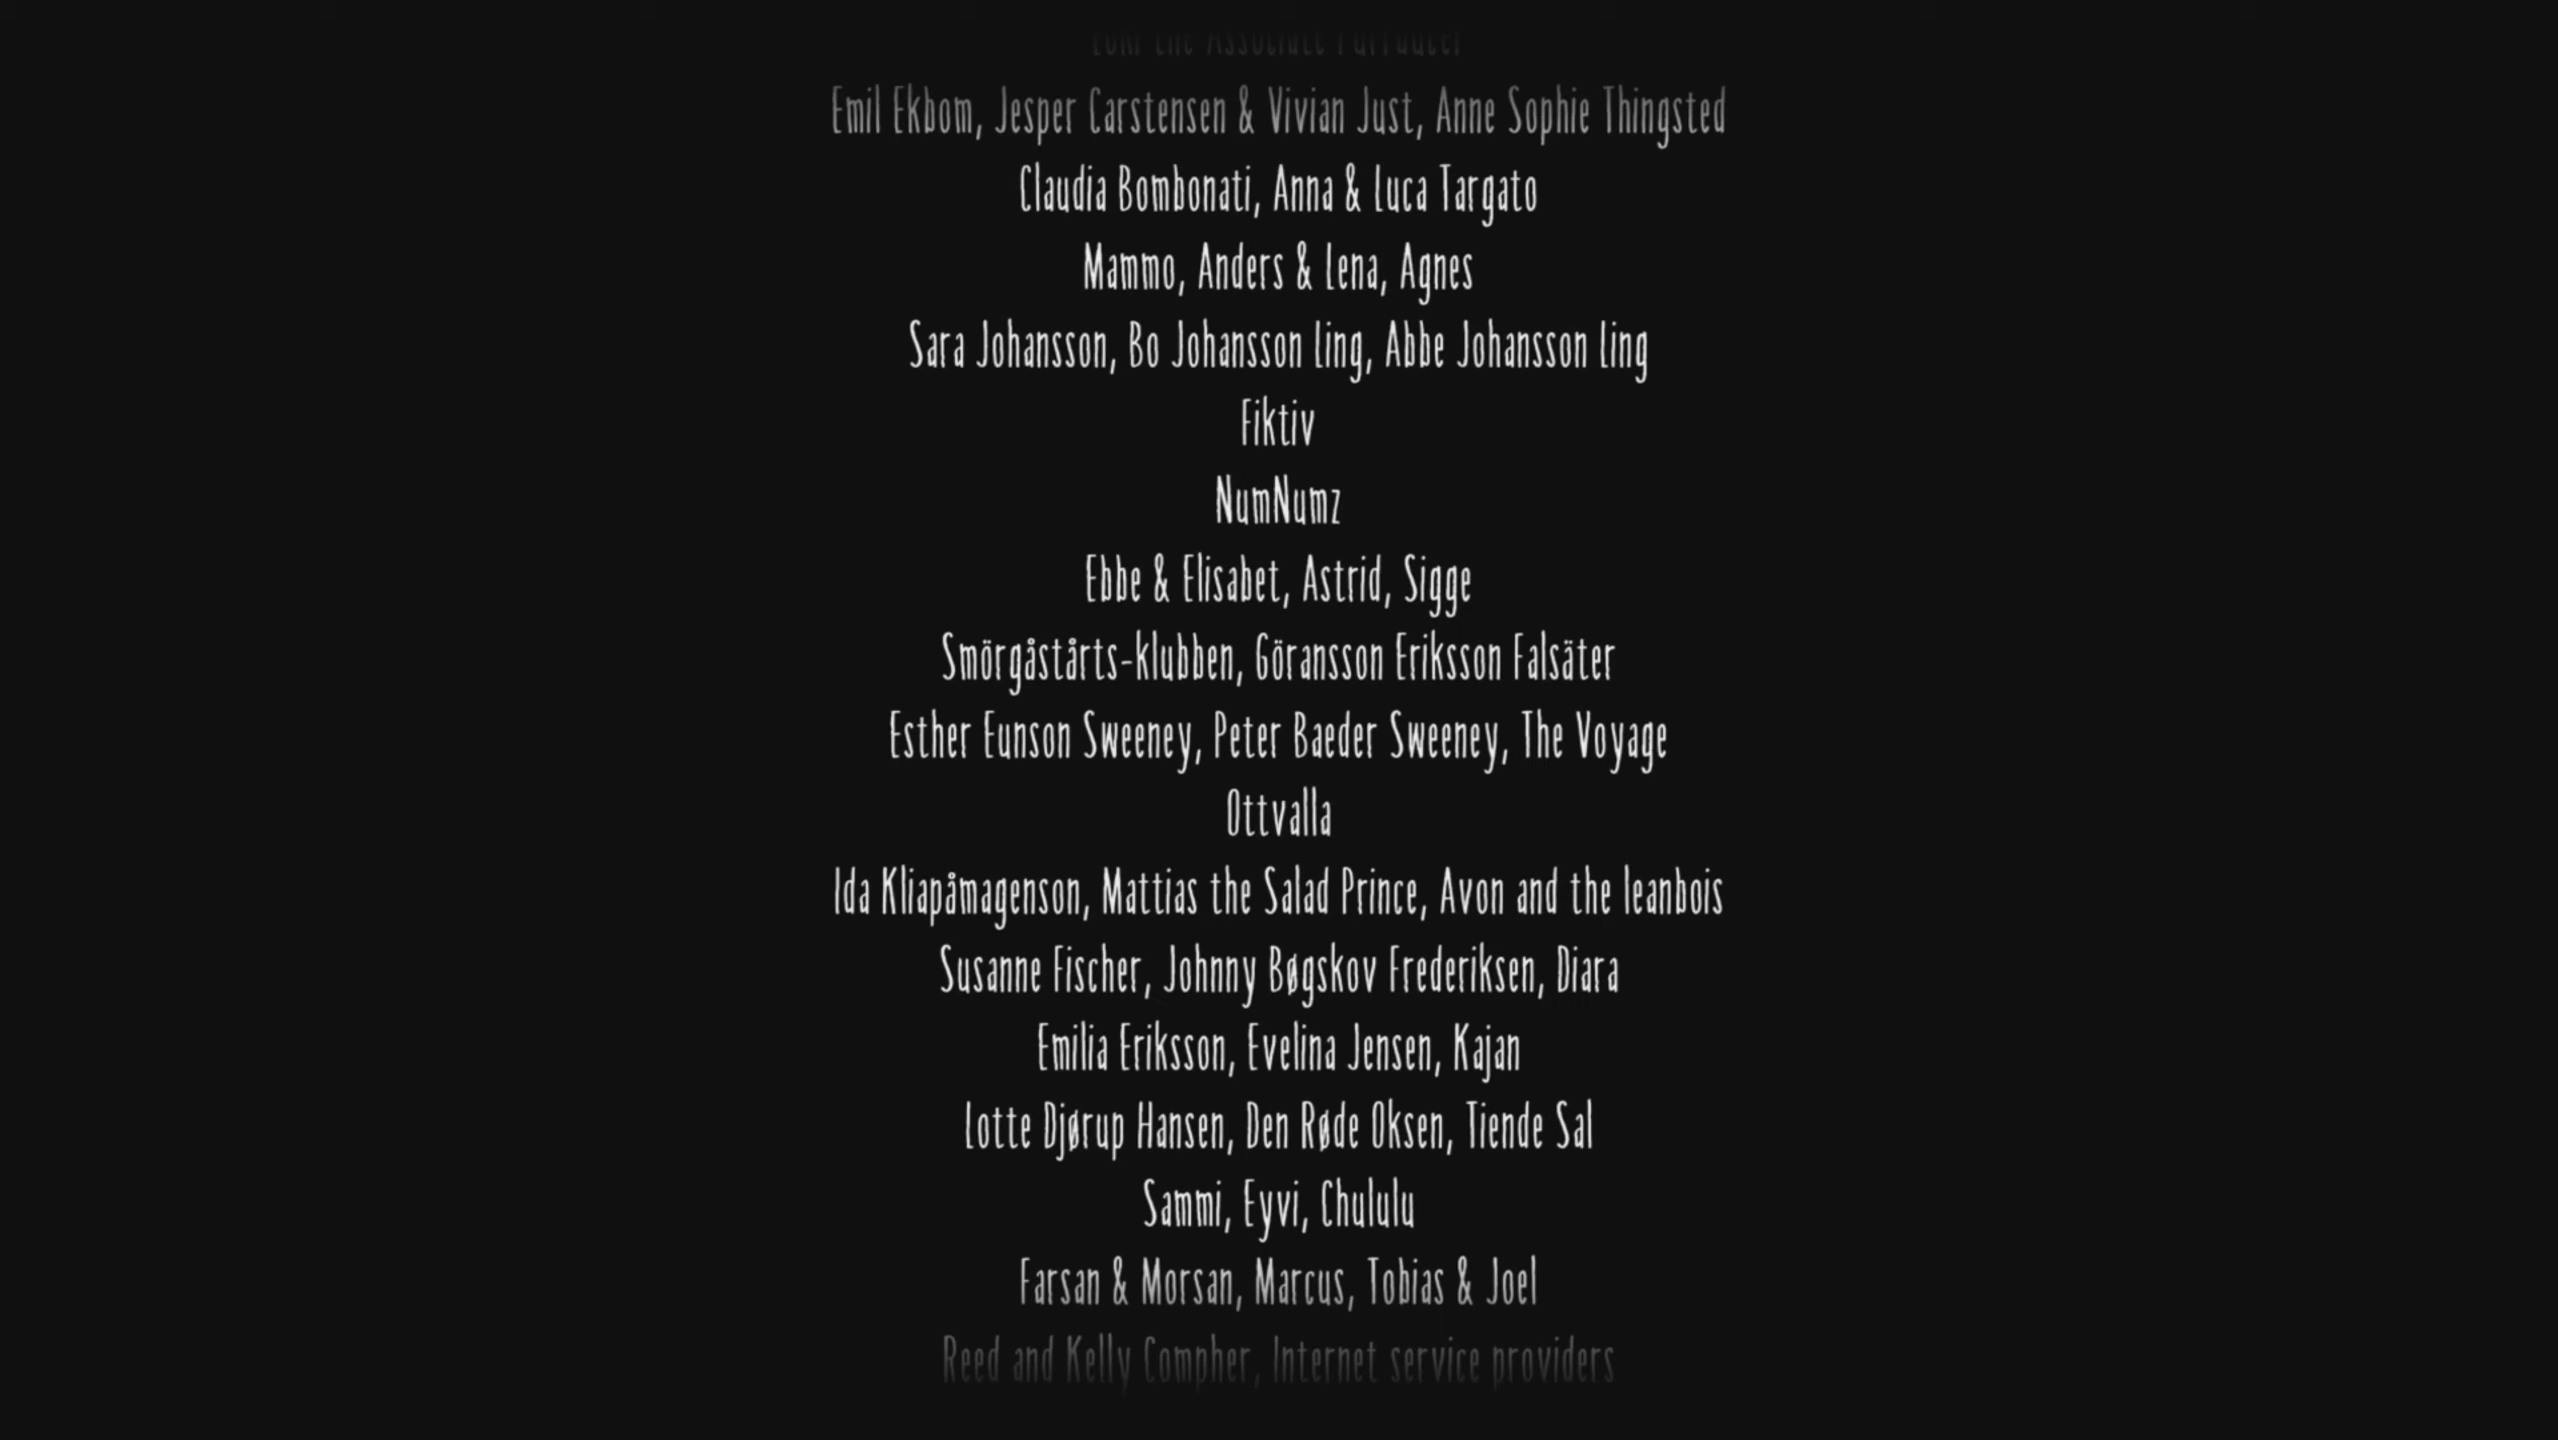 the Associate
Emil Ekbom, Jesper Carstensen & Vivian Just, Anne Sophie Thingsted
Claudia Bombonati, Anna & Luca Targato
Mammo, Anders & Lena, Agnes
Sara Johansson, Bo Johansson Ling, Abbe Johansson Ling
Fiktiv
NumNumz
Ebbe & Elisabet, Astrid, Sigge
Smörgåstårts-klubben, Göransson Eriksson Falsäter
Esther Eunson Sweeney, Peter Baeder Sweeney, The Voyage
Ottvalla
Ida Kliapåmagenson, Mattias the Salad Prince, Avon and the leanbois
Susanne Fischer, Johnny Bøgskov Frederiksen, Diara
Emilia Eriksson, Evelina Jensen, Kajan
Lotte Djørup Hansen, Den Røde Oksen, Tiende Sal
Sammi, Eyvi, Chululu
Farsan & Morsan, Marcus, Tobias & Joel
Reed and Kelly Compher, Internet service providers